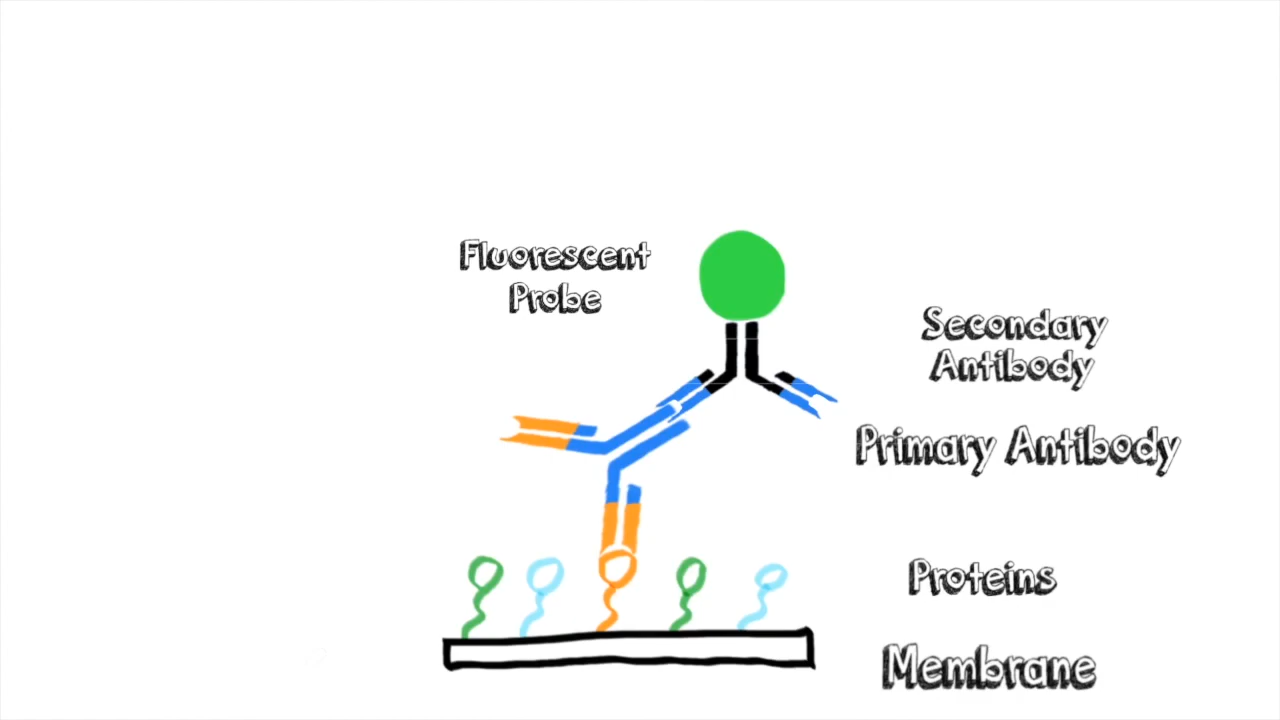 Fluorescent
Probe
Secondary
Antibody
Primary Antibody
Proteins
Membrane